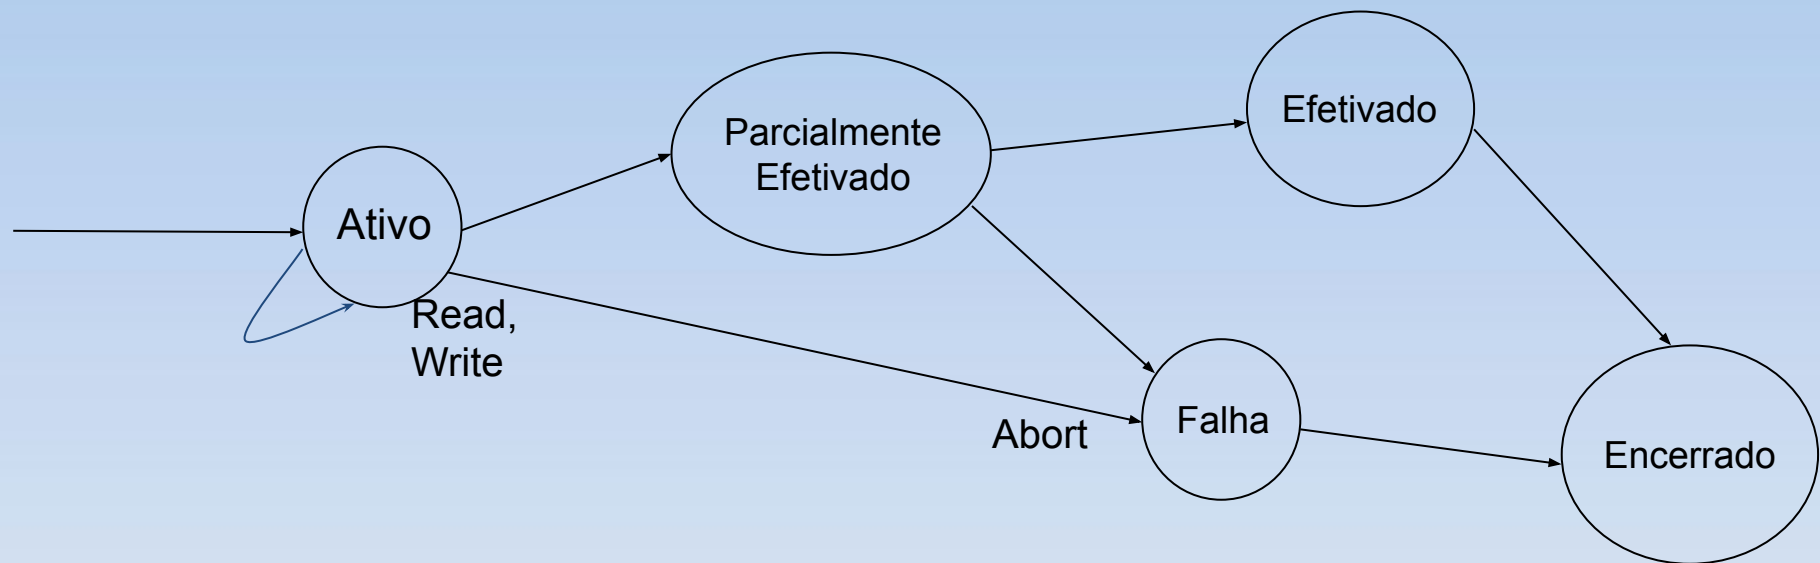 Ativo
Read,
Write
Parcialmente
Efetivado
Efetivado
Abort
Falha
Encerrado